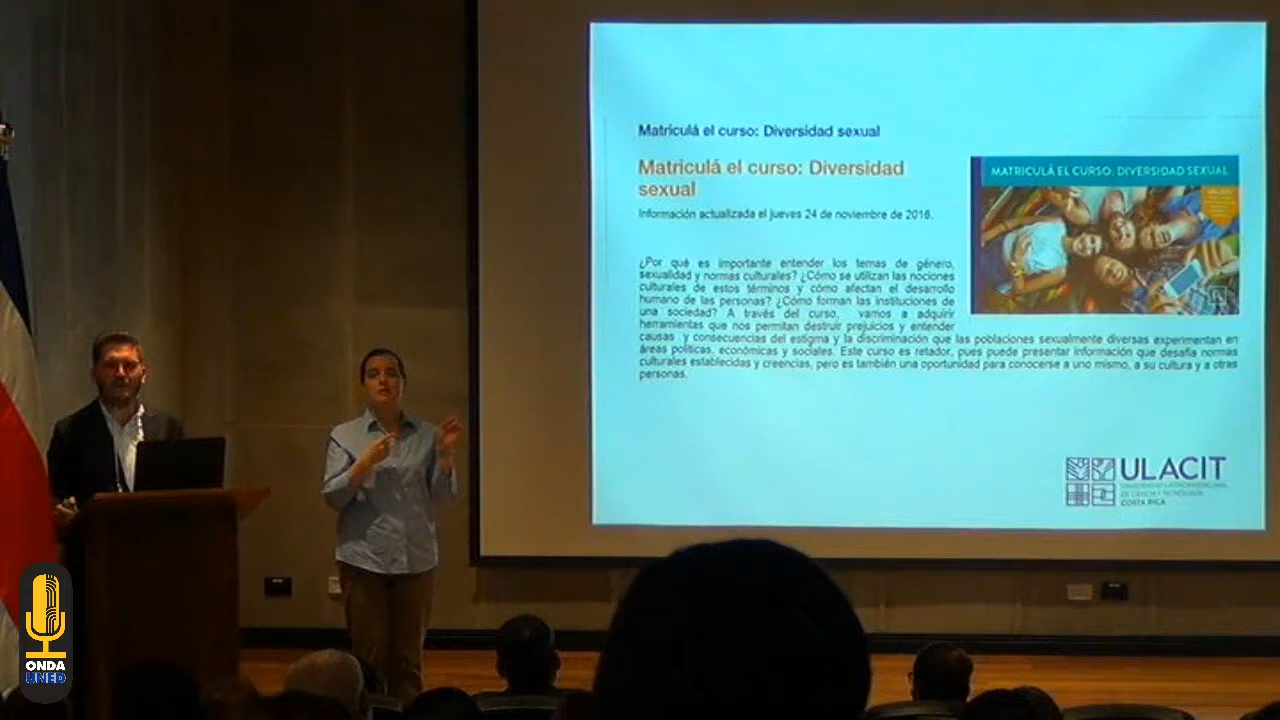 Matriculá el curso: Diversidad sexual
Matriculá el curso: Diversidad
sexual
Información actualizada el jueves 24 de noviembre de 2016.
MATRICULÁ EL CURSO: DIVERSIDAD SEXUAL
¿Por qué es importante entender los temas de género,
sexualidad y normas culturales? ¿Cómo se utilizan las nociones
culturales de estos términos y cómo afectan el desarrollo
humano de las personas? ¿Cómo forman las instituciones de
una sociedad? A través del curso, vamos a adquirir
herramientas que nos permitan destruir prejuicios y entender
causas y consecuencias del estigma y la discriminación que las poblaciones sexualmente diversas experimentan en
áreas políticas, económicas y sociales. Este curso es retador, pues puede presentar información que desafía normas
culturales establecidas y creencias, pero es también una oportunidad para conocerse a uno mismo, a su cultura y a otras
personas.
ULACIT
UNIVERSIDAD LATINOAMERICANA
DE CIENCIA Y TECNOLOGÍA
COSTA RICA
ONDA
UNED